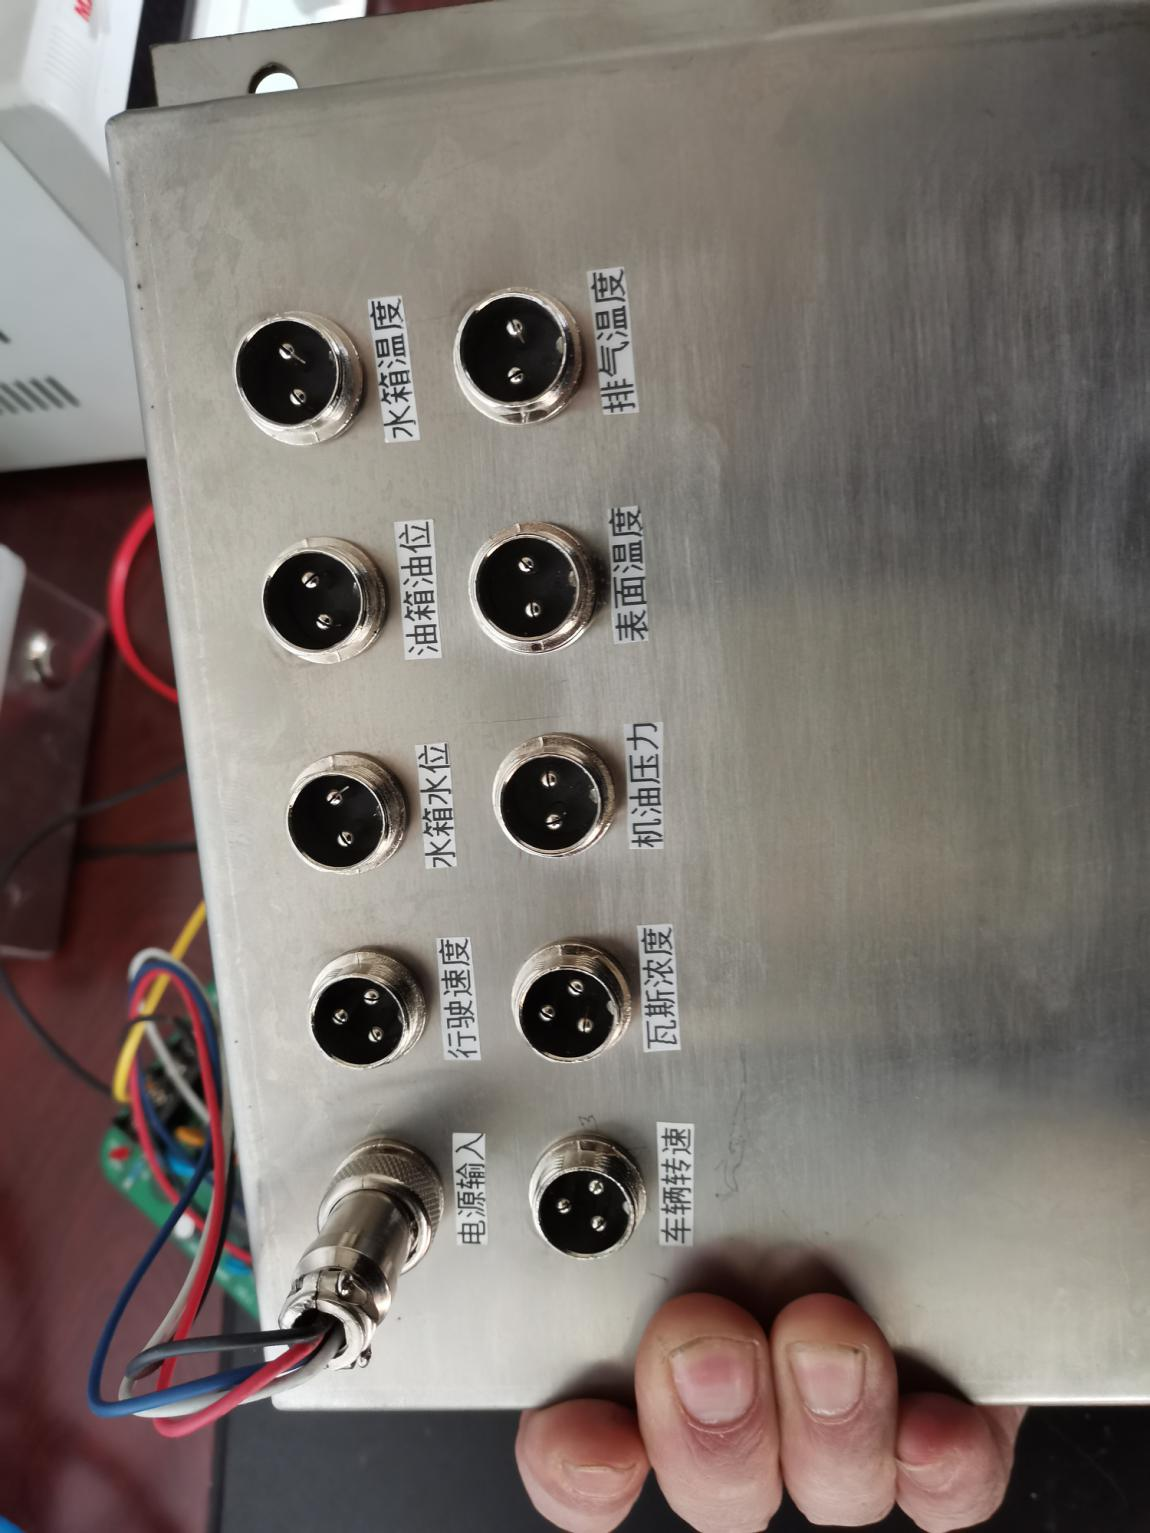 电源输入
行驶速度
水箱水位
油箱油位
水箱温度
车辆转速
瓦斯浓度
机油压力
表面温度
排气温度